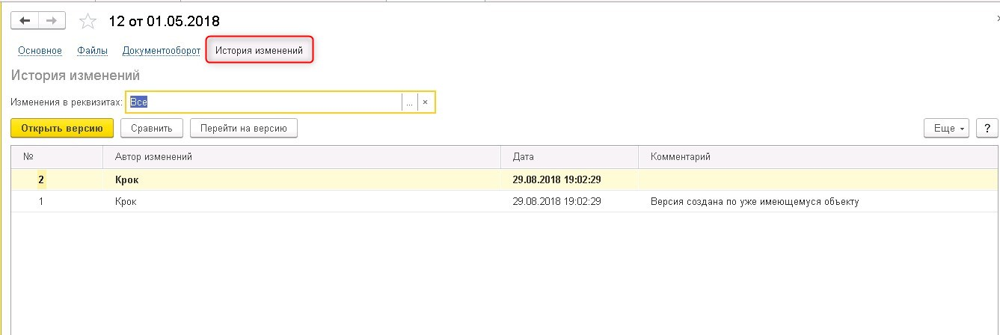 12 от 01.05.2018
Основное Файлы Документооборот История изменений
История изменений
Изменения в реквизитах: Все ... ×
Открыть версию Сравнить Перейти на версию Еще ?
№ Автор изменений Дата Комментарий
2 Крок 29.08.2018 19:02:29
1 Крок 29.08.2018 19:02:29 Версия создана по уже имеющемуся объекту